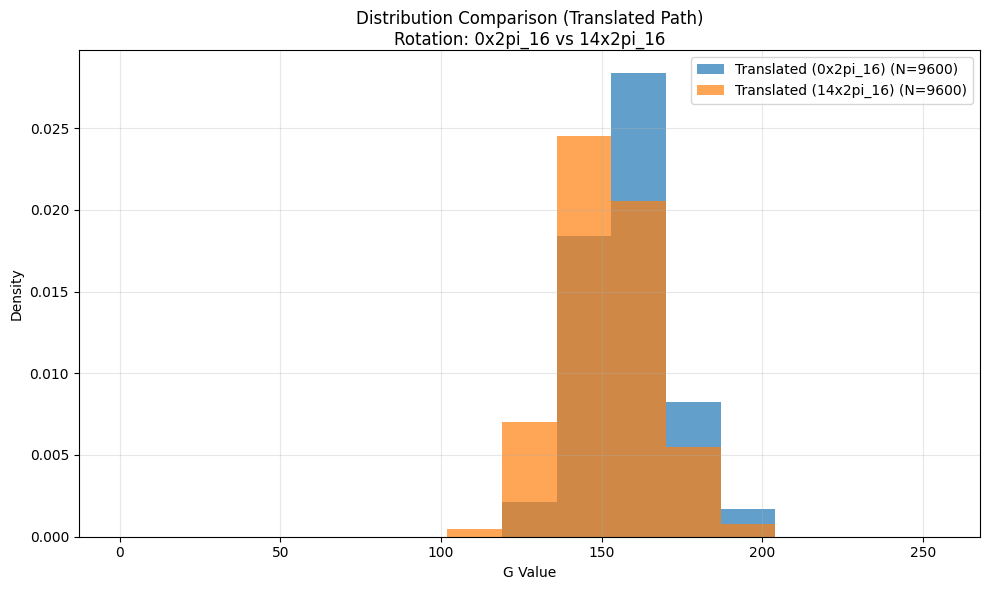 Distribution Comparison (Translated Path)
Rotation: 0x2pi_16 vs 14x2pi_16
Translated (0x2pi_16) (N=9600)
Translated (14x2pi_16) (N=9600)
Density
0.025
0.020
0.015
0.010
0.005
0.000
0 50 100 150 200 250
G Value